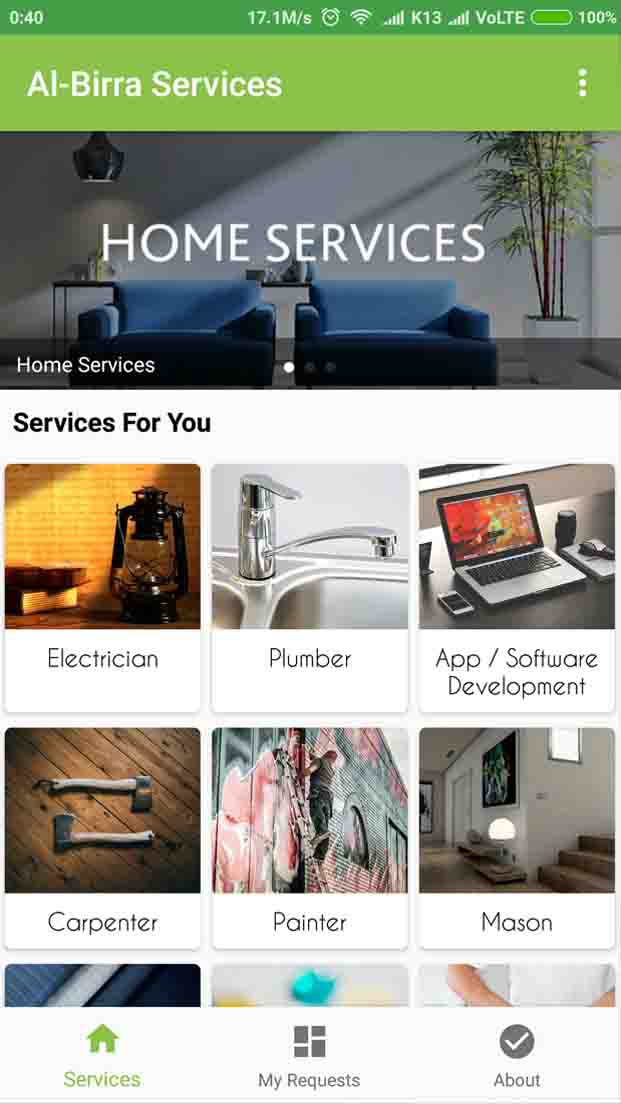 0:40 17.1M/s K13 VoLTE 100%
Al-Birra Services
HOME SERVICES
Home Services
Services For You
Electrician Plumber App / Software
Development
Carpenter Painter Mason
Services My Requests About